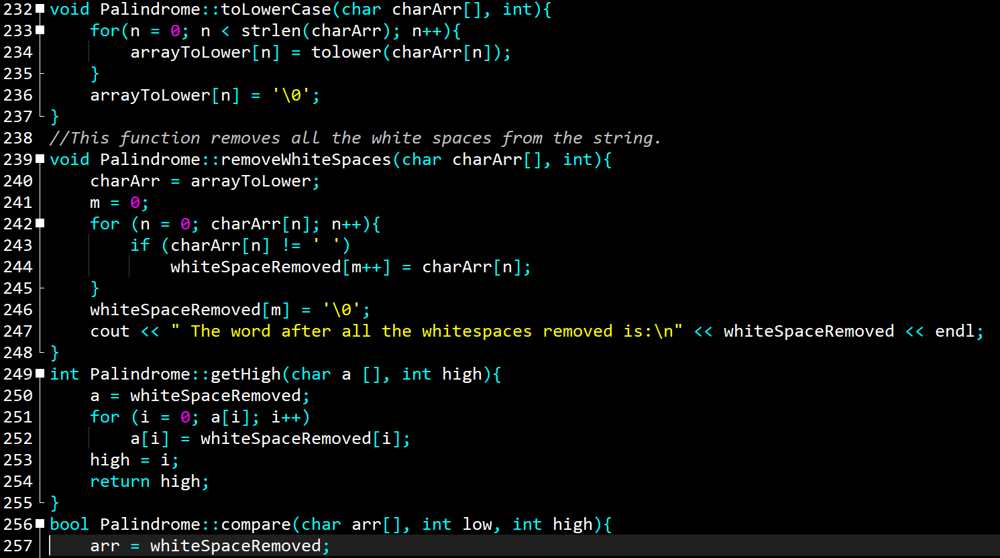 232 void Palindrome::toLowerCase(char charArr[], int){
233     for(n = 0; n < strlen(charArr); n++){
234         arrayToLower[n] = tolower(charArr[n]);
235     }
236     arrayToLower[n] = '\0';
237 }
238 //This function removes all the white spaces from the string.
239 void Palindrome::removeWhiteSpaces(char charArr[], int){
240     charArr = arrayToLower;
241     m = 0;
242     for (n = 0; charArr[n]; n++){
243         if (charArr[n] != ' ')
244             whiteSpaceRemoved[m++] = charArr[n];
245     }
246     whiteSpaceRemoved[m] = '\0';
247     cout << " The word after all the whitespaces removed is:\n" << whiteSpaceRemoved << endl;
248 }
249 int Palindrome::getHigh(char a [], int high){
250     a = whiteSpaceRemoved;
251     for (i = 0; a[i]; i++)
252         a[i] = whiteSpaceRemoved[i];
253     high = i;
254     return high;
255 }
256 bool Palindrome::compare(char arr[], int low, int high){
257     arr = whiteSpaceRemoved;